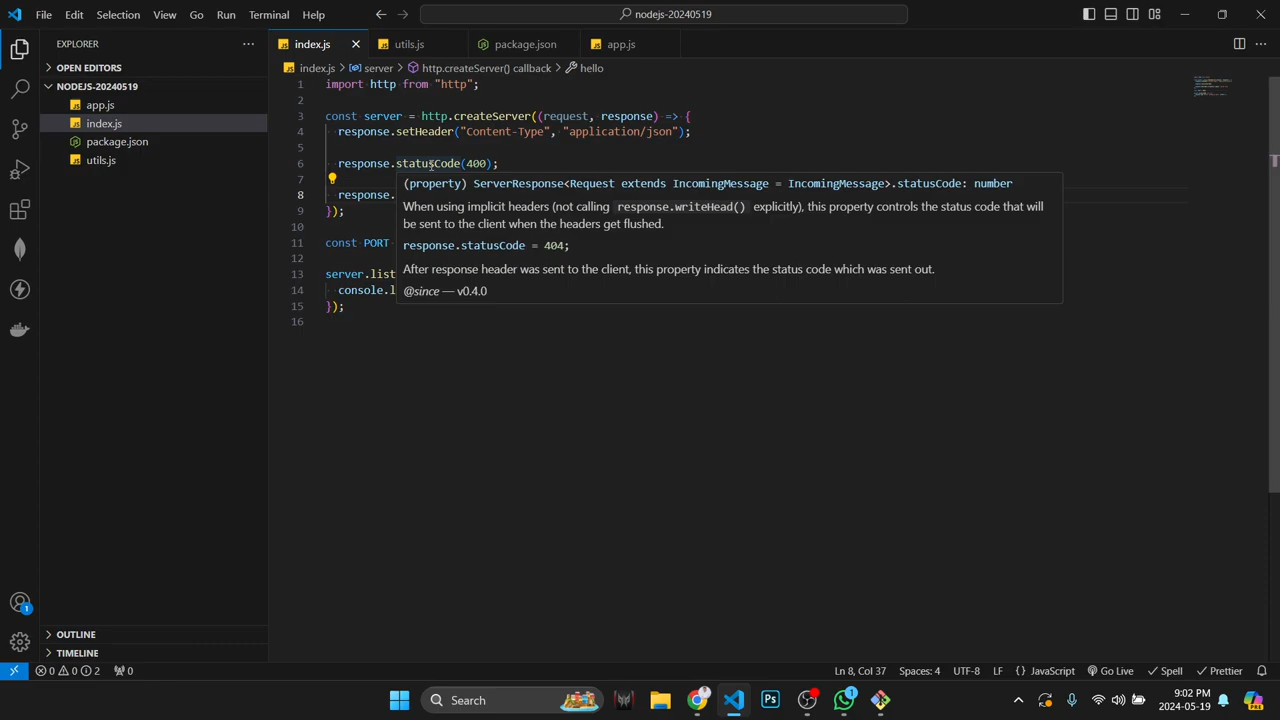 File Edit Selection View Go Run Terminal Help
nodejs-20240519
EXPLORER
index.js
utils.js
package.json
app.js
OPEN EDITORS
index.js > server > http.createServer() callback > hello
NODEJS-20240519
app.js
index.js
package.json
utils.js
1 import http from "http";
2
3 const server = http.createServer((request, response) => {
4 response.setHeader("Content-Type", "application/json");
5
6 response.statusCode(400);
7
8 response.
9 });
10
11 const PORT
12
13 server.list
14 console.l
15 });
16
(property) ServerResponse<Request extends IncomingMessage = IncomingMessage>.statusCode: number
When using implicit headers (not calling response.writeHead() explicitly), this property controls the status code that will
be sent to the client when the headers get flushed.
response.statusCode = 404;
After response header was sent to the client, this property indicates the status code which was sent out.
@since — v0.4.0
1
OUTLINE
TIMELINE
0 0 2 0
Ln 8, Col 37 Spaces: 4 UTF-8 LF {} JavaScript Go Live Spell Prettier
Search
1
9:02 PM
2024-05-19